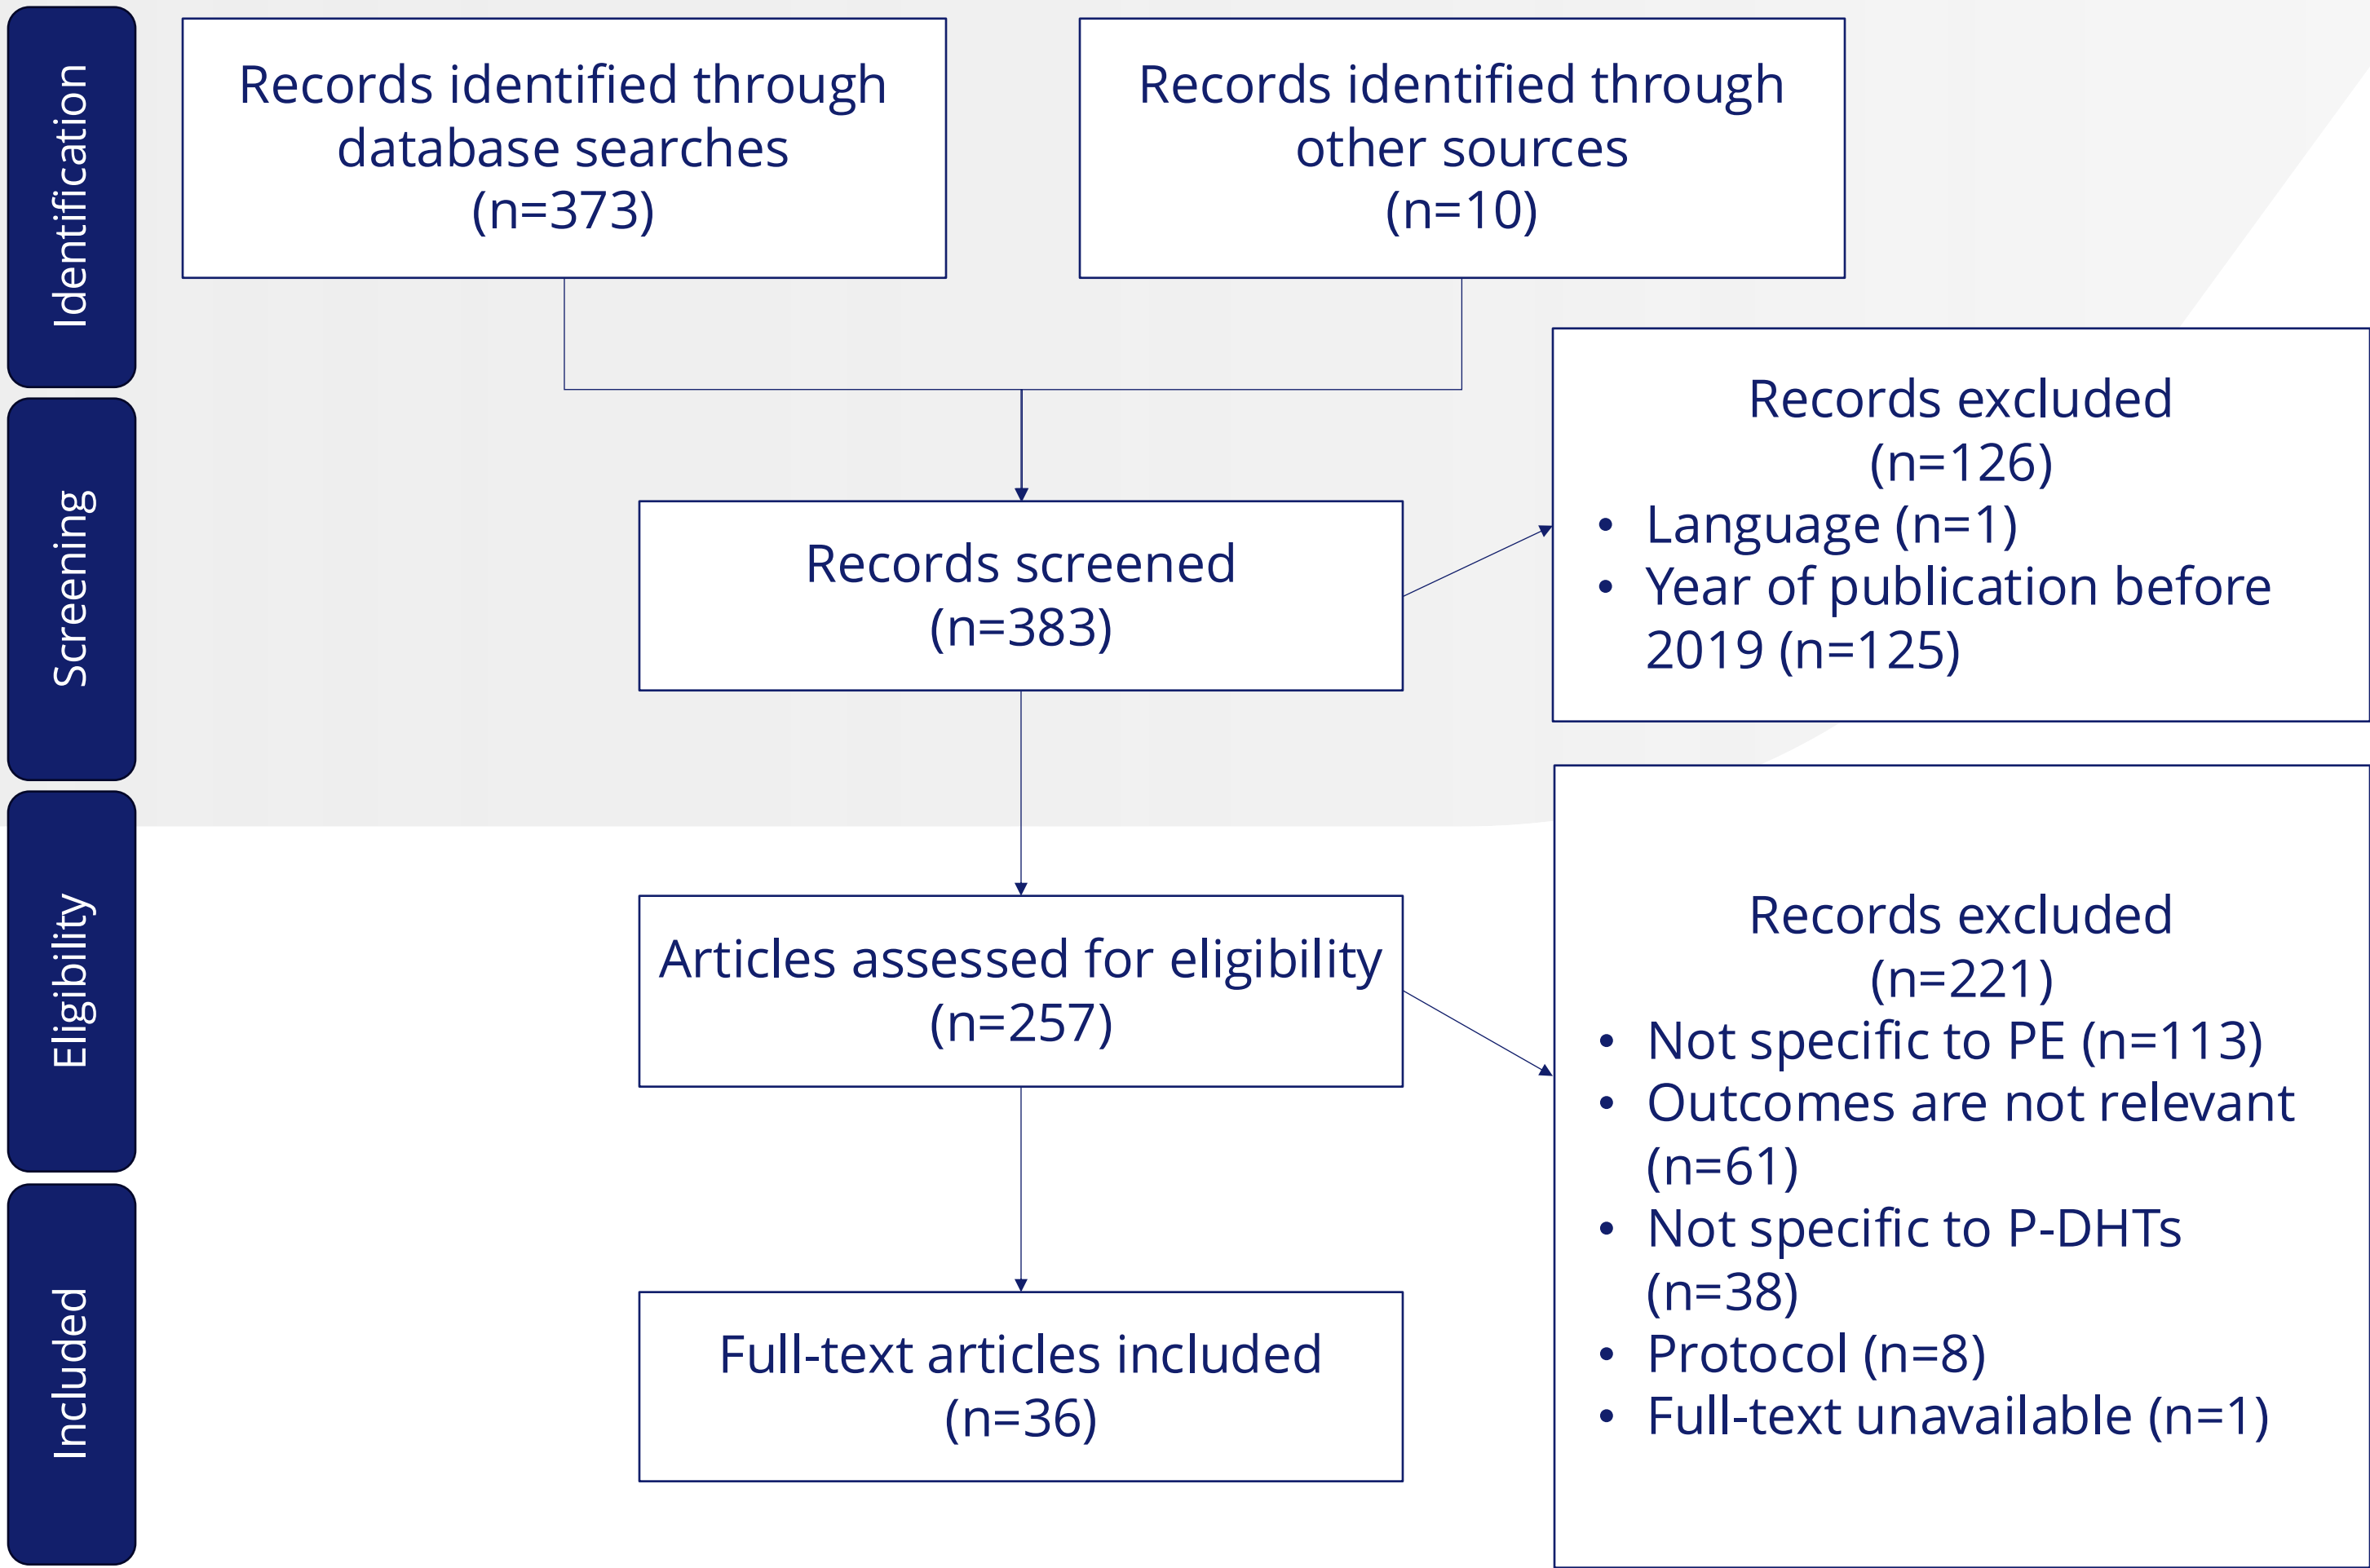 Identification
Records identified through
database searches
(n=373)
Records identified through
other sources
(n=10)
Screening
Records screened
(n=383)
Records excluded
(n=126)
• Language (n=1)
• Year of publication before
2019 (n=125)
Eligibility
Articles assessed for eligibility
(n=257)
Records excluded
(n=221)
• Not specific to PE (n=113)
• Outcomes are not relevant
(n=61)
• Not specific to P-DHTs
(n=38)
• Protocol (n=8)
• Full-text unavailable (n=1)
Included
Full-text articles included
(n=36)